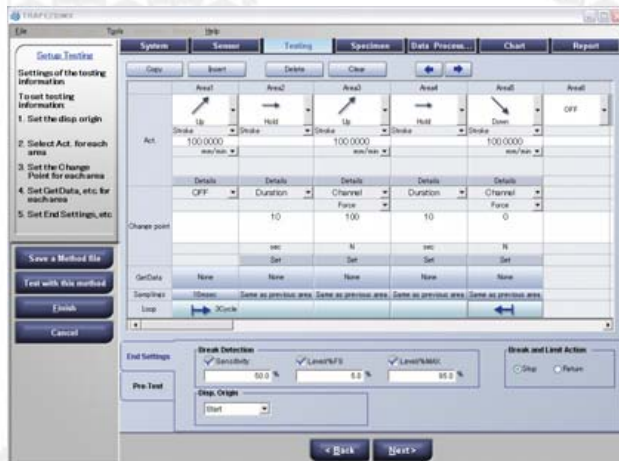 TRAPEZIUMX
File Tools Help
Setup Testing
Settings of the testing
information
To set testing
information:
1. Set the disp. origin
2. Select Act. for each
area
3. Set the Change
Point for each area
4. Set GetData, etc. for
each area
5. Set End Settings, etc
Save a Method file
Test with this method
Finish
Cancel
System Sensor Testing Specimen Data Process... Chart Report
Copy Insert Delete Clear
Area1 Area2 Area3 Area4 Area5 Area6
Act. Up Hold Up Hold Down OFF
Stroke Stroke Stroke Stroke Stroke
100.0000 100.0000 100.0000
mm/min mm/min mm/min
Details Details Details Details Details
Change point OFF Duration Channel Duration Channel
Force Force
10 100 10 0
sec N sec N
Set Set Set Set
GetData None None None None None
Samplings 10msec Same as previous area Same as previous area Same as previous area Same as previous area
Loop 3Cycle
End Settings
Pre-Test
Break Detection
Sensitivity Level%FS Level%MAX
50.0 % 5.0 % 95.0 %
Break and Limit Action
Stop Return
Disp. Origin
Start
< Back Next>